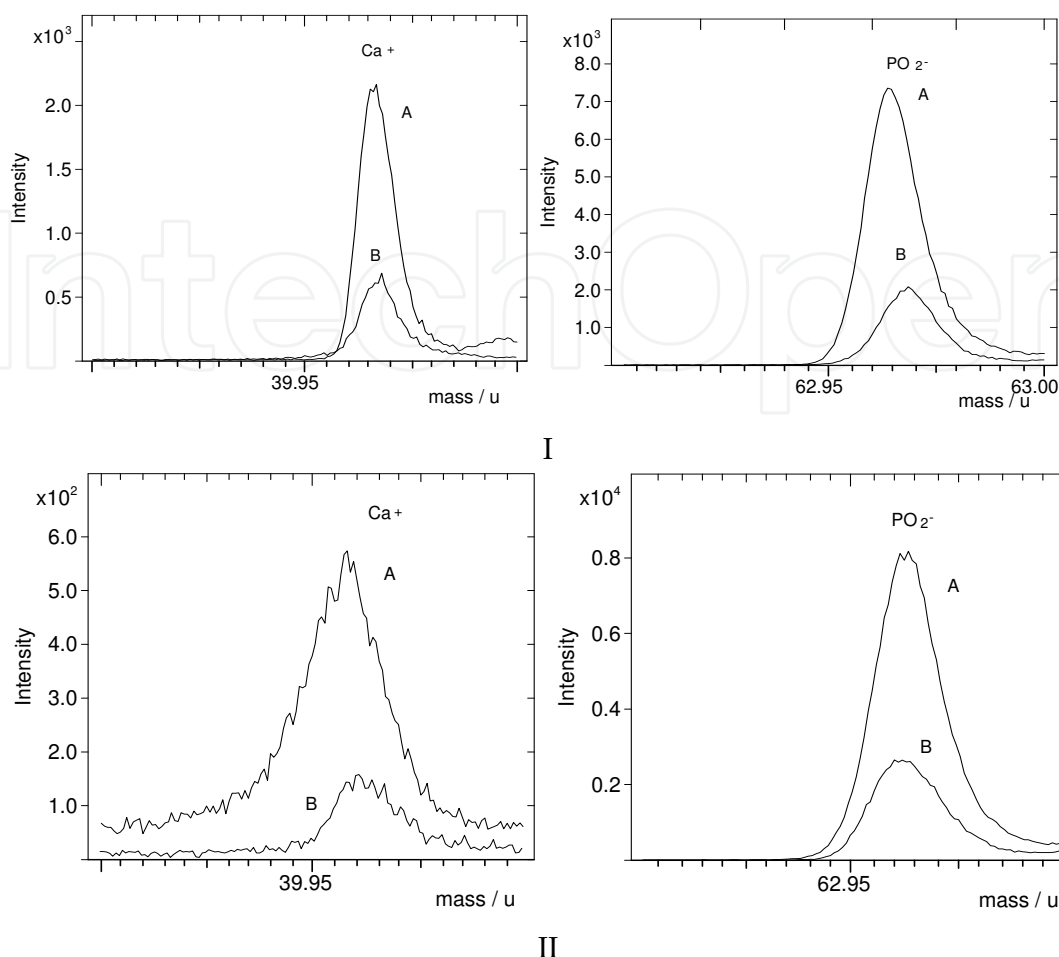 x10³
Ca +
A
B
2.0
1.5
1.0
0.5
Intensity
39.95
mass / u
x10³
PO 2-
A
B
8.0
7.0
6.0
5.0
4.0
3.0
2.0
1.0
Intensity
62.95
63.00
mass / u
I
x10²
Ca +
A
B
6.0
5.0
4.0
3.0
2.0
1.0
Intensity
39.95
mass / u
x10⁴
PO 2-
A
B
0.8
0.6
0.4
0.2
Intensity
62.95
mass / u
II
IntechOpen